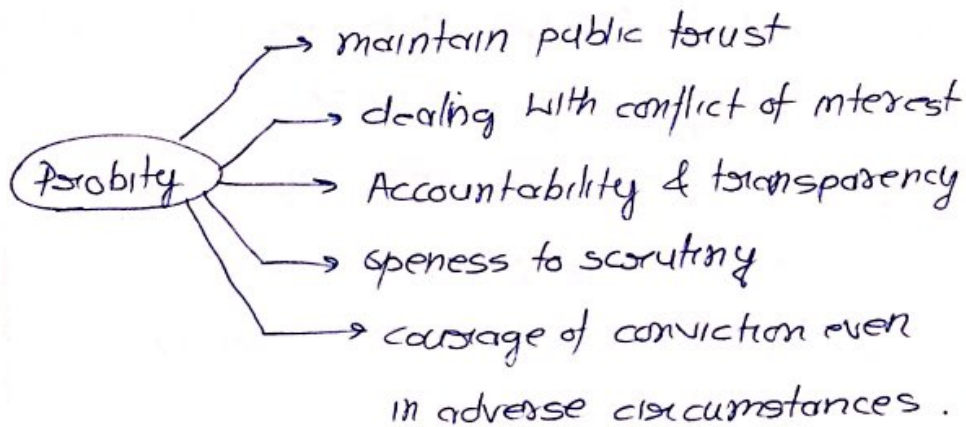 maintain public trust
dealing with conflict of interest
Probity
Accountability & transparency
openess to scrutiny
courage of conviction even
in adverse circumstances.